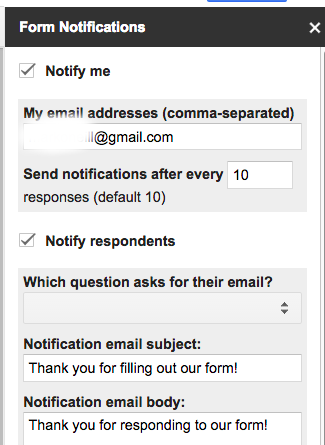 Form Notifications
Notify me
My email addresses (comma-separated)
@gmail.com
Send notifications after every 10
responses (default 10)
Notify respondents
Which question asks for their email?
Notification email subject:
Thank you for filling out our form!
Notification email body:
Thank you for responding to our form!